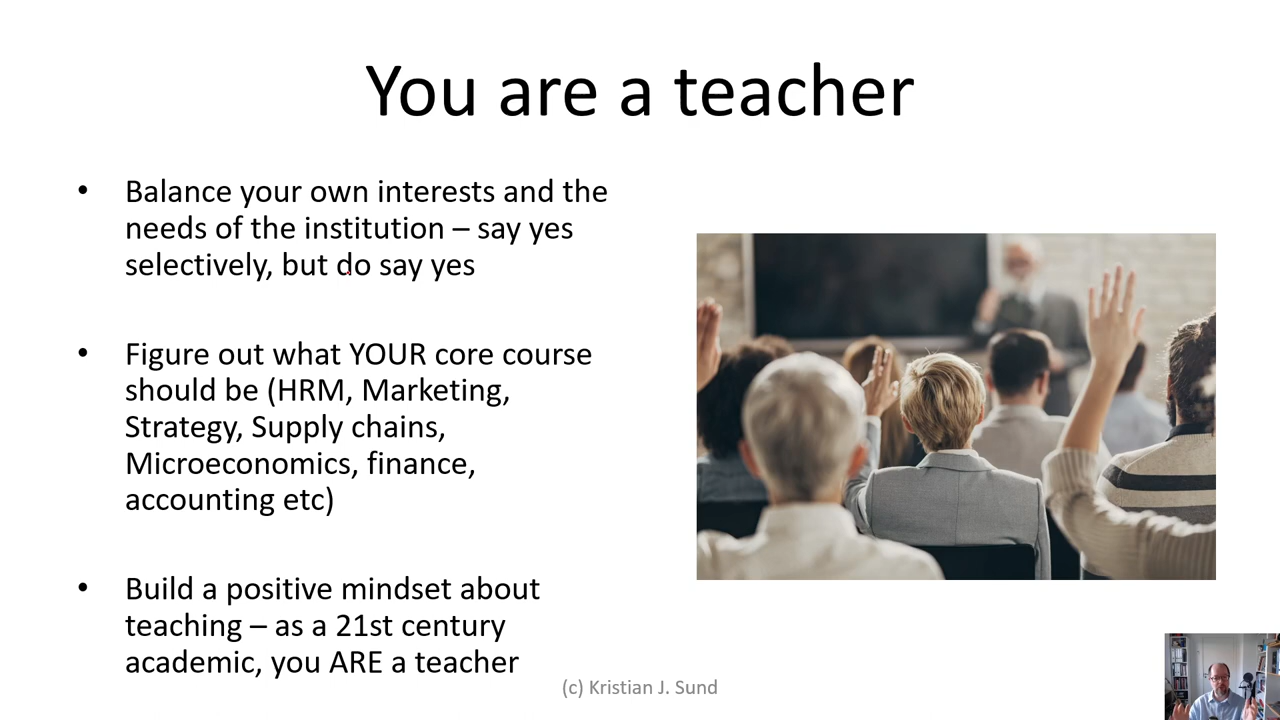 You are a teacher
• Balance your own interests and the
needs of the institution – say yes
selectively, but do say yes
• Figure out what YOUR core course
should be (HRM, Marketing,
Strategy, Supply chains,
Microeconomics, finance,
accounting etc)
• Build a positive mindset about
teaching – as a 21st century
academic, you ARE a teacher
(c) Kristian J. Sund